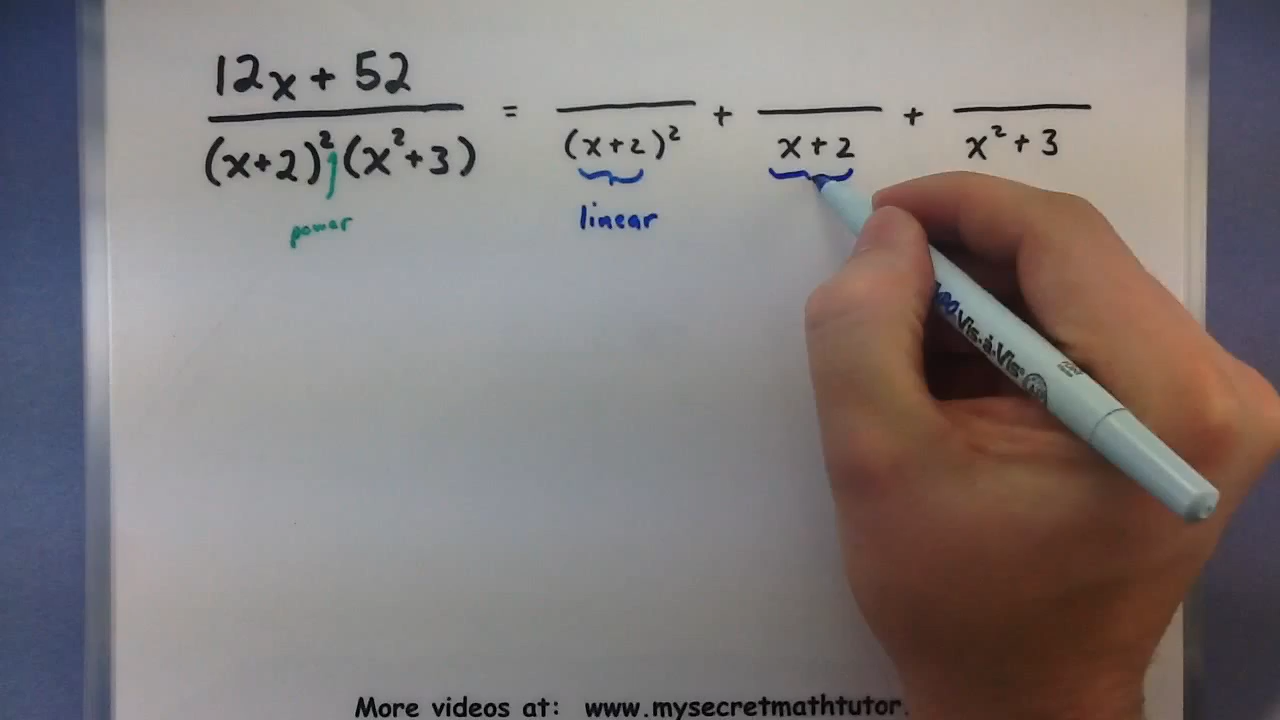 12x + 52
(x+2)² (x²+3) = (x+2)² + x+2 + x²+3
power
linear
Vis-à-Vis
More videos at: www.mysecretmathtutor.